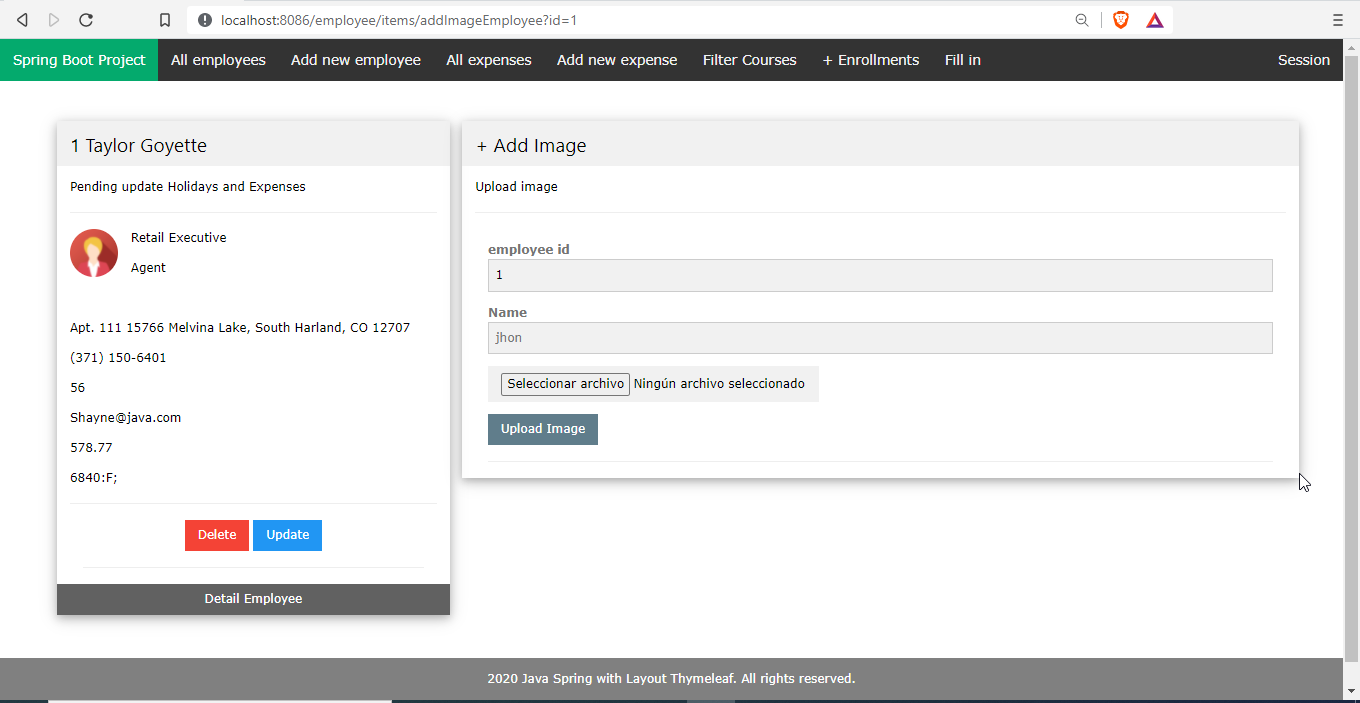 localhost:8086/employee/items/addImageEmployee?id=1
Spring Boot Project All employees Add new employee All expenses Add new expense Filter Courses + Enrollments Fill in Session
1 Taylor Goyette
Pending update Holidays and Expenses
Retail Executive
Agent
Apt. 111 15766 Melvina Lake, South Harland, CO 12707
(371) 150-6401
56
Shayne@java.com
578.77
6840:F;
Delete Update
Detail Employee
+ Add Image
Upload image
employee id
1
Name
jhon
Seleccionar archivo Ningún archivo seleccionado
Upload Image
2020 Java Spring with Layout Thymeleaf. All rights reserved.